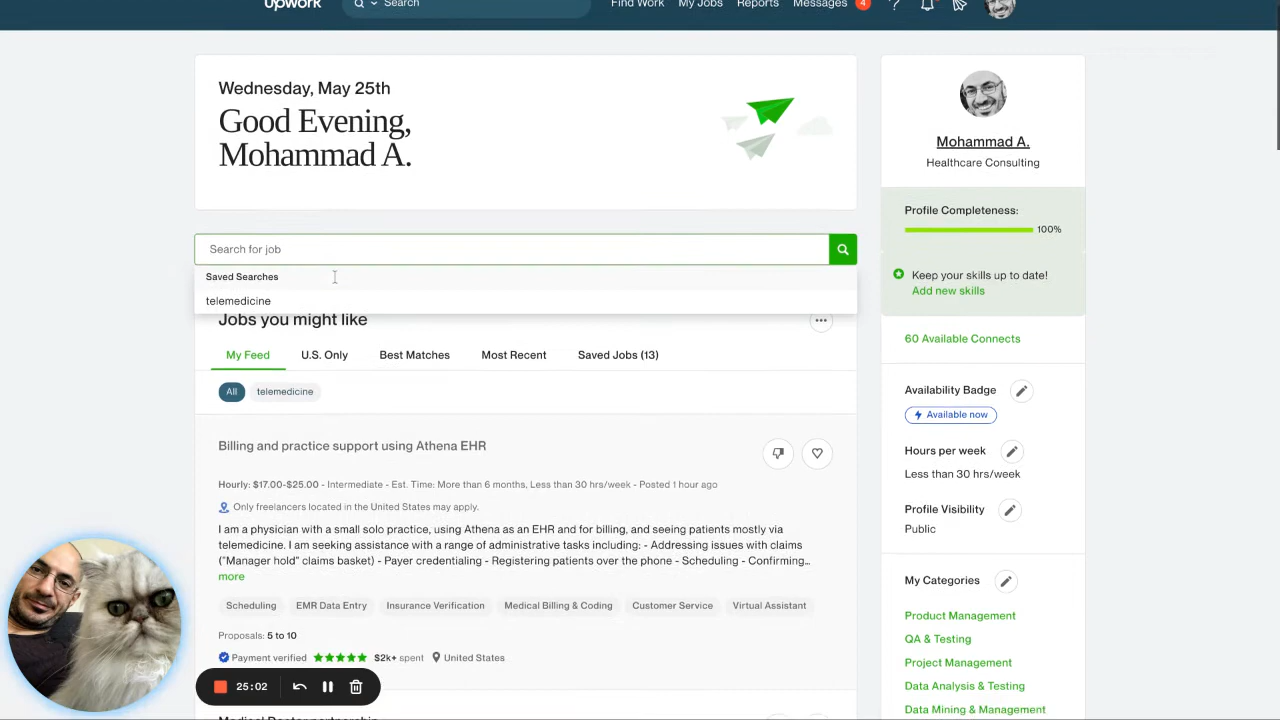 Upwork
Search
Find Work
My Jobs
Reports
Messages
4
?
Wednesday, May 25th
Good Evening,
Mohammad A.
Search for job
Saved Searches
telemedicine
Jobs you might like
My Feed
U.S. Only
Best Matches
Most Recent
Saved Jobs (13)
All
telemedicine
Billing and practice support using Athena EHR
Hourly: $17.00-$25.00 - Intermediate - Est. Time: More than 6 months, Less than 30 hrs/week - Posted 1 hour ago
Only freelancers located in the United States may apply.
I am a physician with a small solo practice, using Athena as an EHR and for billing, and seeing patients mostly via
telemedicine. I am seeking assistance with a range of administrative tasks including: - Addressing issues with claims
("Manager hold" claims basket) - Payer credentialing - Registering patients over the phone - Scheduling - Confirming...
more
Scheduling
EMR Data Entry
Insurance Verification
Medical Billing & Coding
Customer Service
Virtual Assistant
Proposals: 5 to 10
Payment verified
$2k+ spent
United States
25:02
Medical Doctor partnership
Mohammad A.
Healthcare Consulting
Profile Completeness:
100%
Keep your skills up to date!
Add new skills
60 Available Connects
Availability Badge
Available now
Hours per week
Less than 30 hrs/week
Profile Visibility
Public
My Categories
Product Management
QA & Testing
Project Management
Data Analysis & Testing
Data Mining & Management